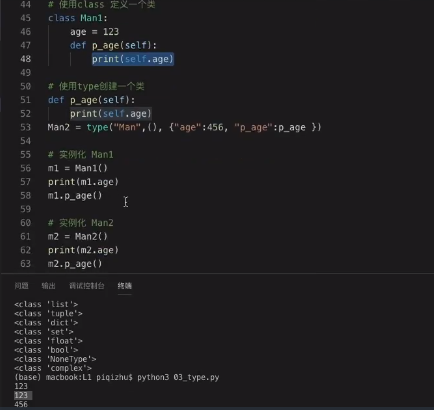 44 # 使用class 定义一个类
45 class Man1:
46 age = 123
47 def p_age(self):
48 print(self.age)
49
50 # 使用type创建一个类
51 def p_age(self):
52 print(self.age)
53 Man2 = type("Man",(), {"age":456, "p_age":p_age })
54
55 # 实例化 Man1
56 m1 = Man1()
57 print(m1.age)
58 m1.p_age()
59
60 # 实例化 Man2
61 m2 = Man2()
62 print(m2.age)
63 m2.p_age()
问题 输出 调试控制台 终端
<class 'list'>
<class 'tuple'>
<class 'dict'>
<class 'set'>
<class 'float'>
<class 'bool'>
<class 'NoneType'>
<class 'complex'>
(base) macbook:L1 piqizhu$ python3 03_type.py
123
123
456